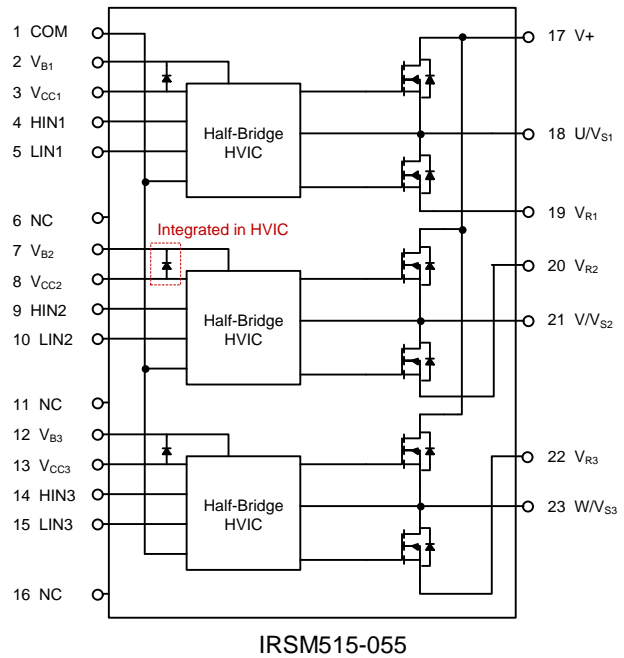 1 COM
2 VB1
3 VCC1
4 HIN1
5 LIN1
6 NC
7 VB2
8 VCC2
9 HIN2
10 LIN2
11 NC
12 VB3
13 VCC3
14 HIN3
15 LIN3
16 NC
Half-Bridge
HVIC
Integrated in HVIC
Half-Bridge
HVIC
Half-Bridge
HVIC
17 V+
18 U/VS1
19 VR1
20 VR2
21 V/VS2
22 VR3
23 W/VS3
IRSM515-055